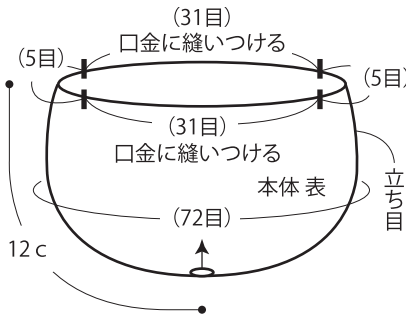 （31目）
口金に縫いつける
（5目）
（5目）
（31目）
口金に縫いつける
本体 表
立ち目
（72目）
12 c